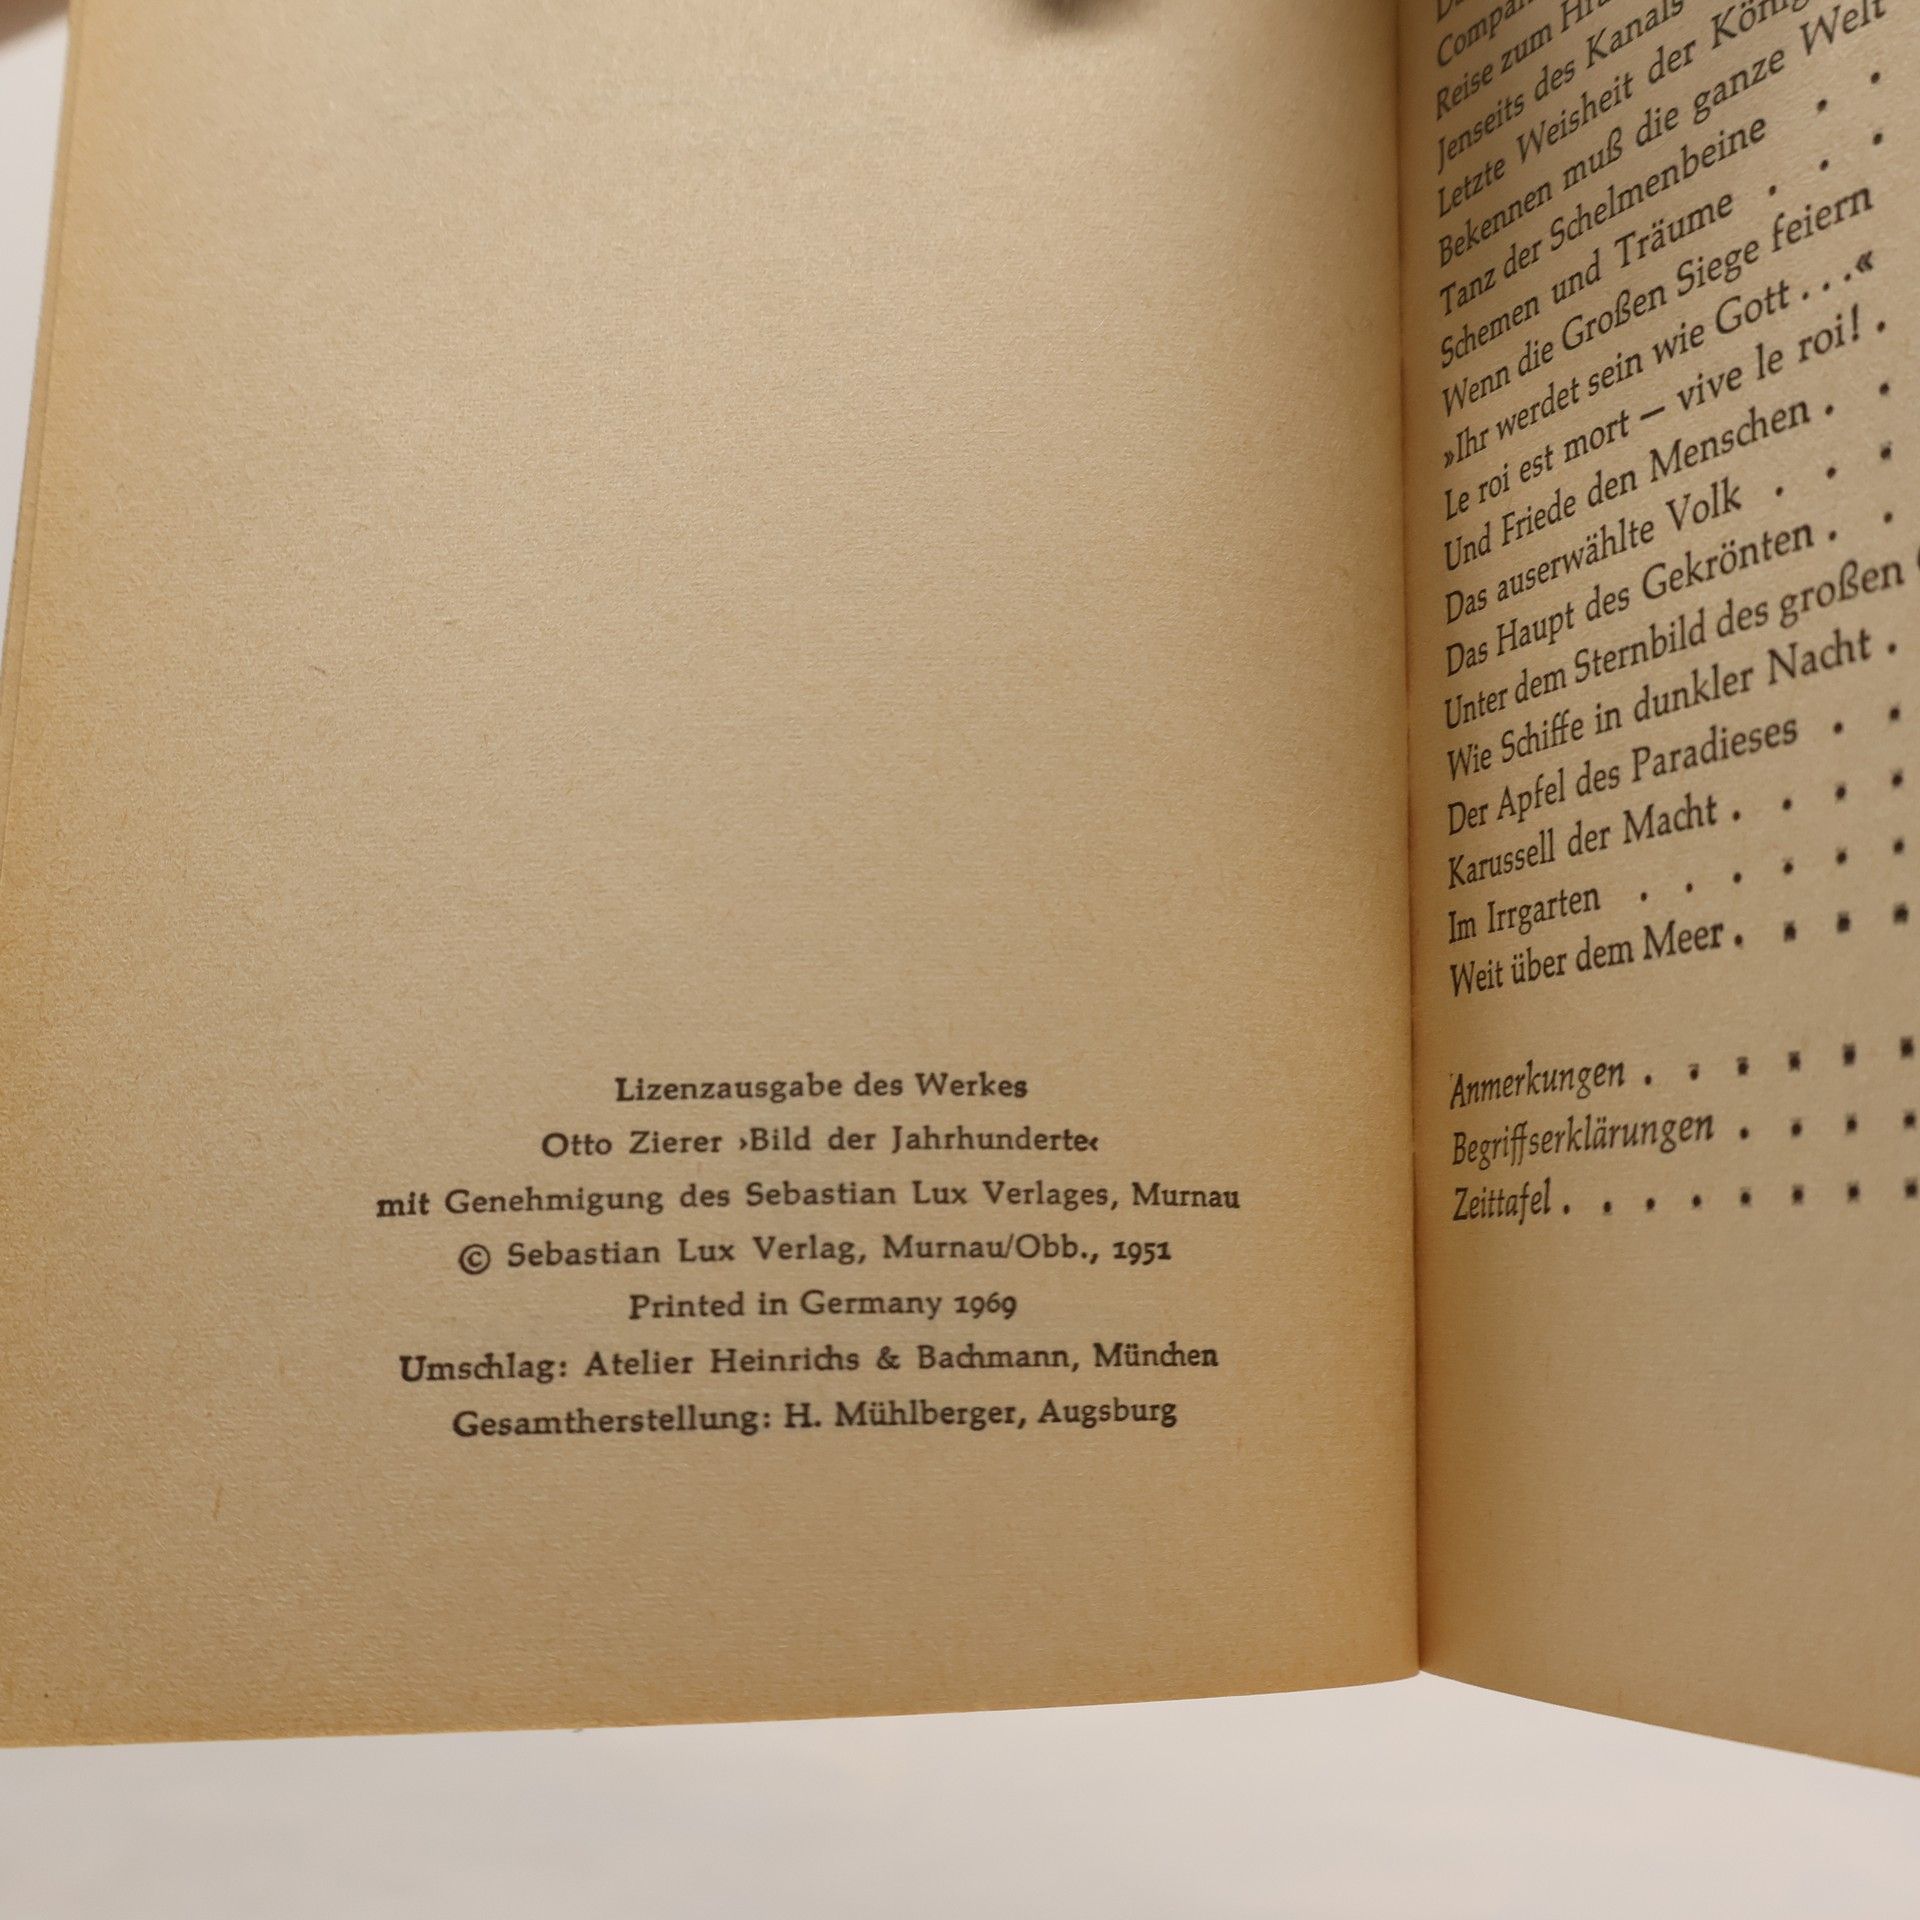 Lizenzausgabe des Werkes
Otto Zierer ›Bild der Jahrhunderte‹
mit Genehmigung des Sebastian Lux Verlages, Murnau
© Sebastian Lux Verlag, Murnau/Obb., 1951
Printed in Germany 1969
Umschlag: Atelier Heinrichs & Bachmann, München
Gesamtherstellung: H. Mühlberger, Augsburg
Reise zum
Jenseits des Kanals
Letzte Weisheit der
Bekennen muß die ganze Welt
Tanz der Schelmenbeine . .
Schemen und Träume . . .
Wenn die Großen Siege feiern
»Ihr werdet sein wie Gott . . .«
Le roi est mort — vive le roi! .
Und Friede den Menschen . .
Das auserwählte Volk . . .
Das Haupt des Gekrönten . .
Unter dem Sternbild des großen
Wie Schiffe in dunkler Nacht .
Der Apfel des Paradieses . .
Karussell der Macht . . . .
Im Irrgarten . . . . . .
Weit über dem Meer . . . .
Anmerkungen . . . . . .
Begriffserklärungen . . . .
Zeittafel . . . . . . . .